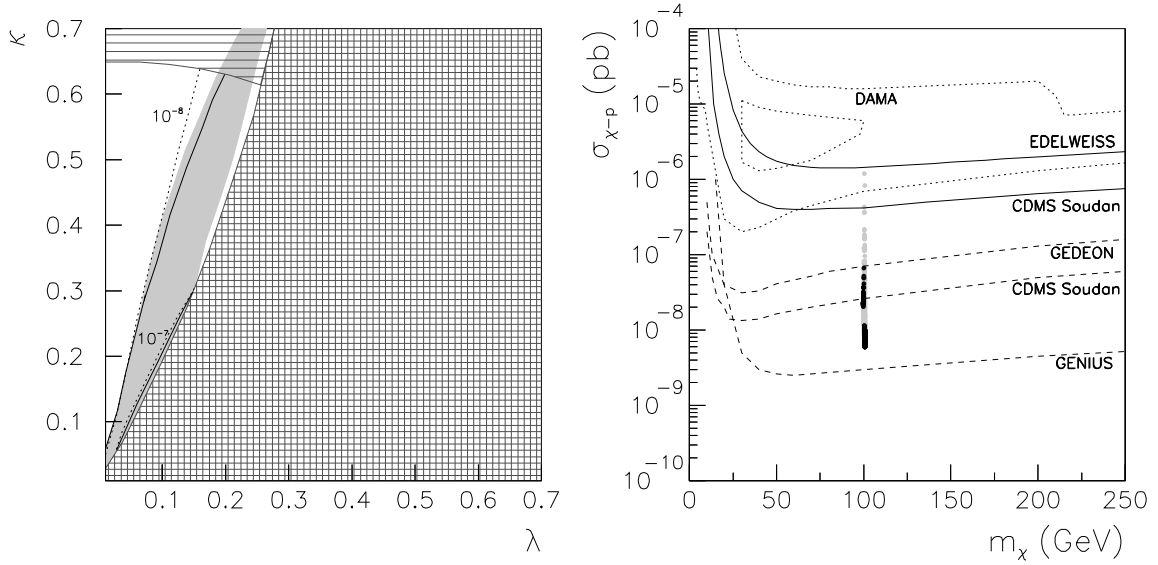 κ
0.7
0.6
0.5
0.4
0.3
0.2
0.1
10⁻⁸
10⁻⁷
0.1 0.2 0.3 0.4 0.5 0.6 0.7
λ
σχ−p (pb)
10⁻⁴
10⁻⁵
10⁻⁶
10⁻⁷
10⁻⁸
10⁻⁹
10⁻¹⁰
DAMA
EDELWEISS
CDMS Soudan
GEDEON
CDMS Soudan
GENIUS
0 50 100 150 200 250
mχ (GeV)